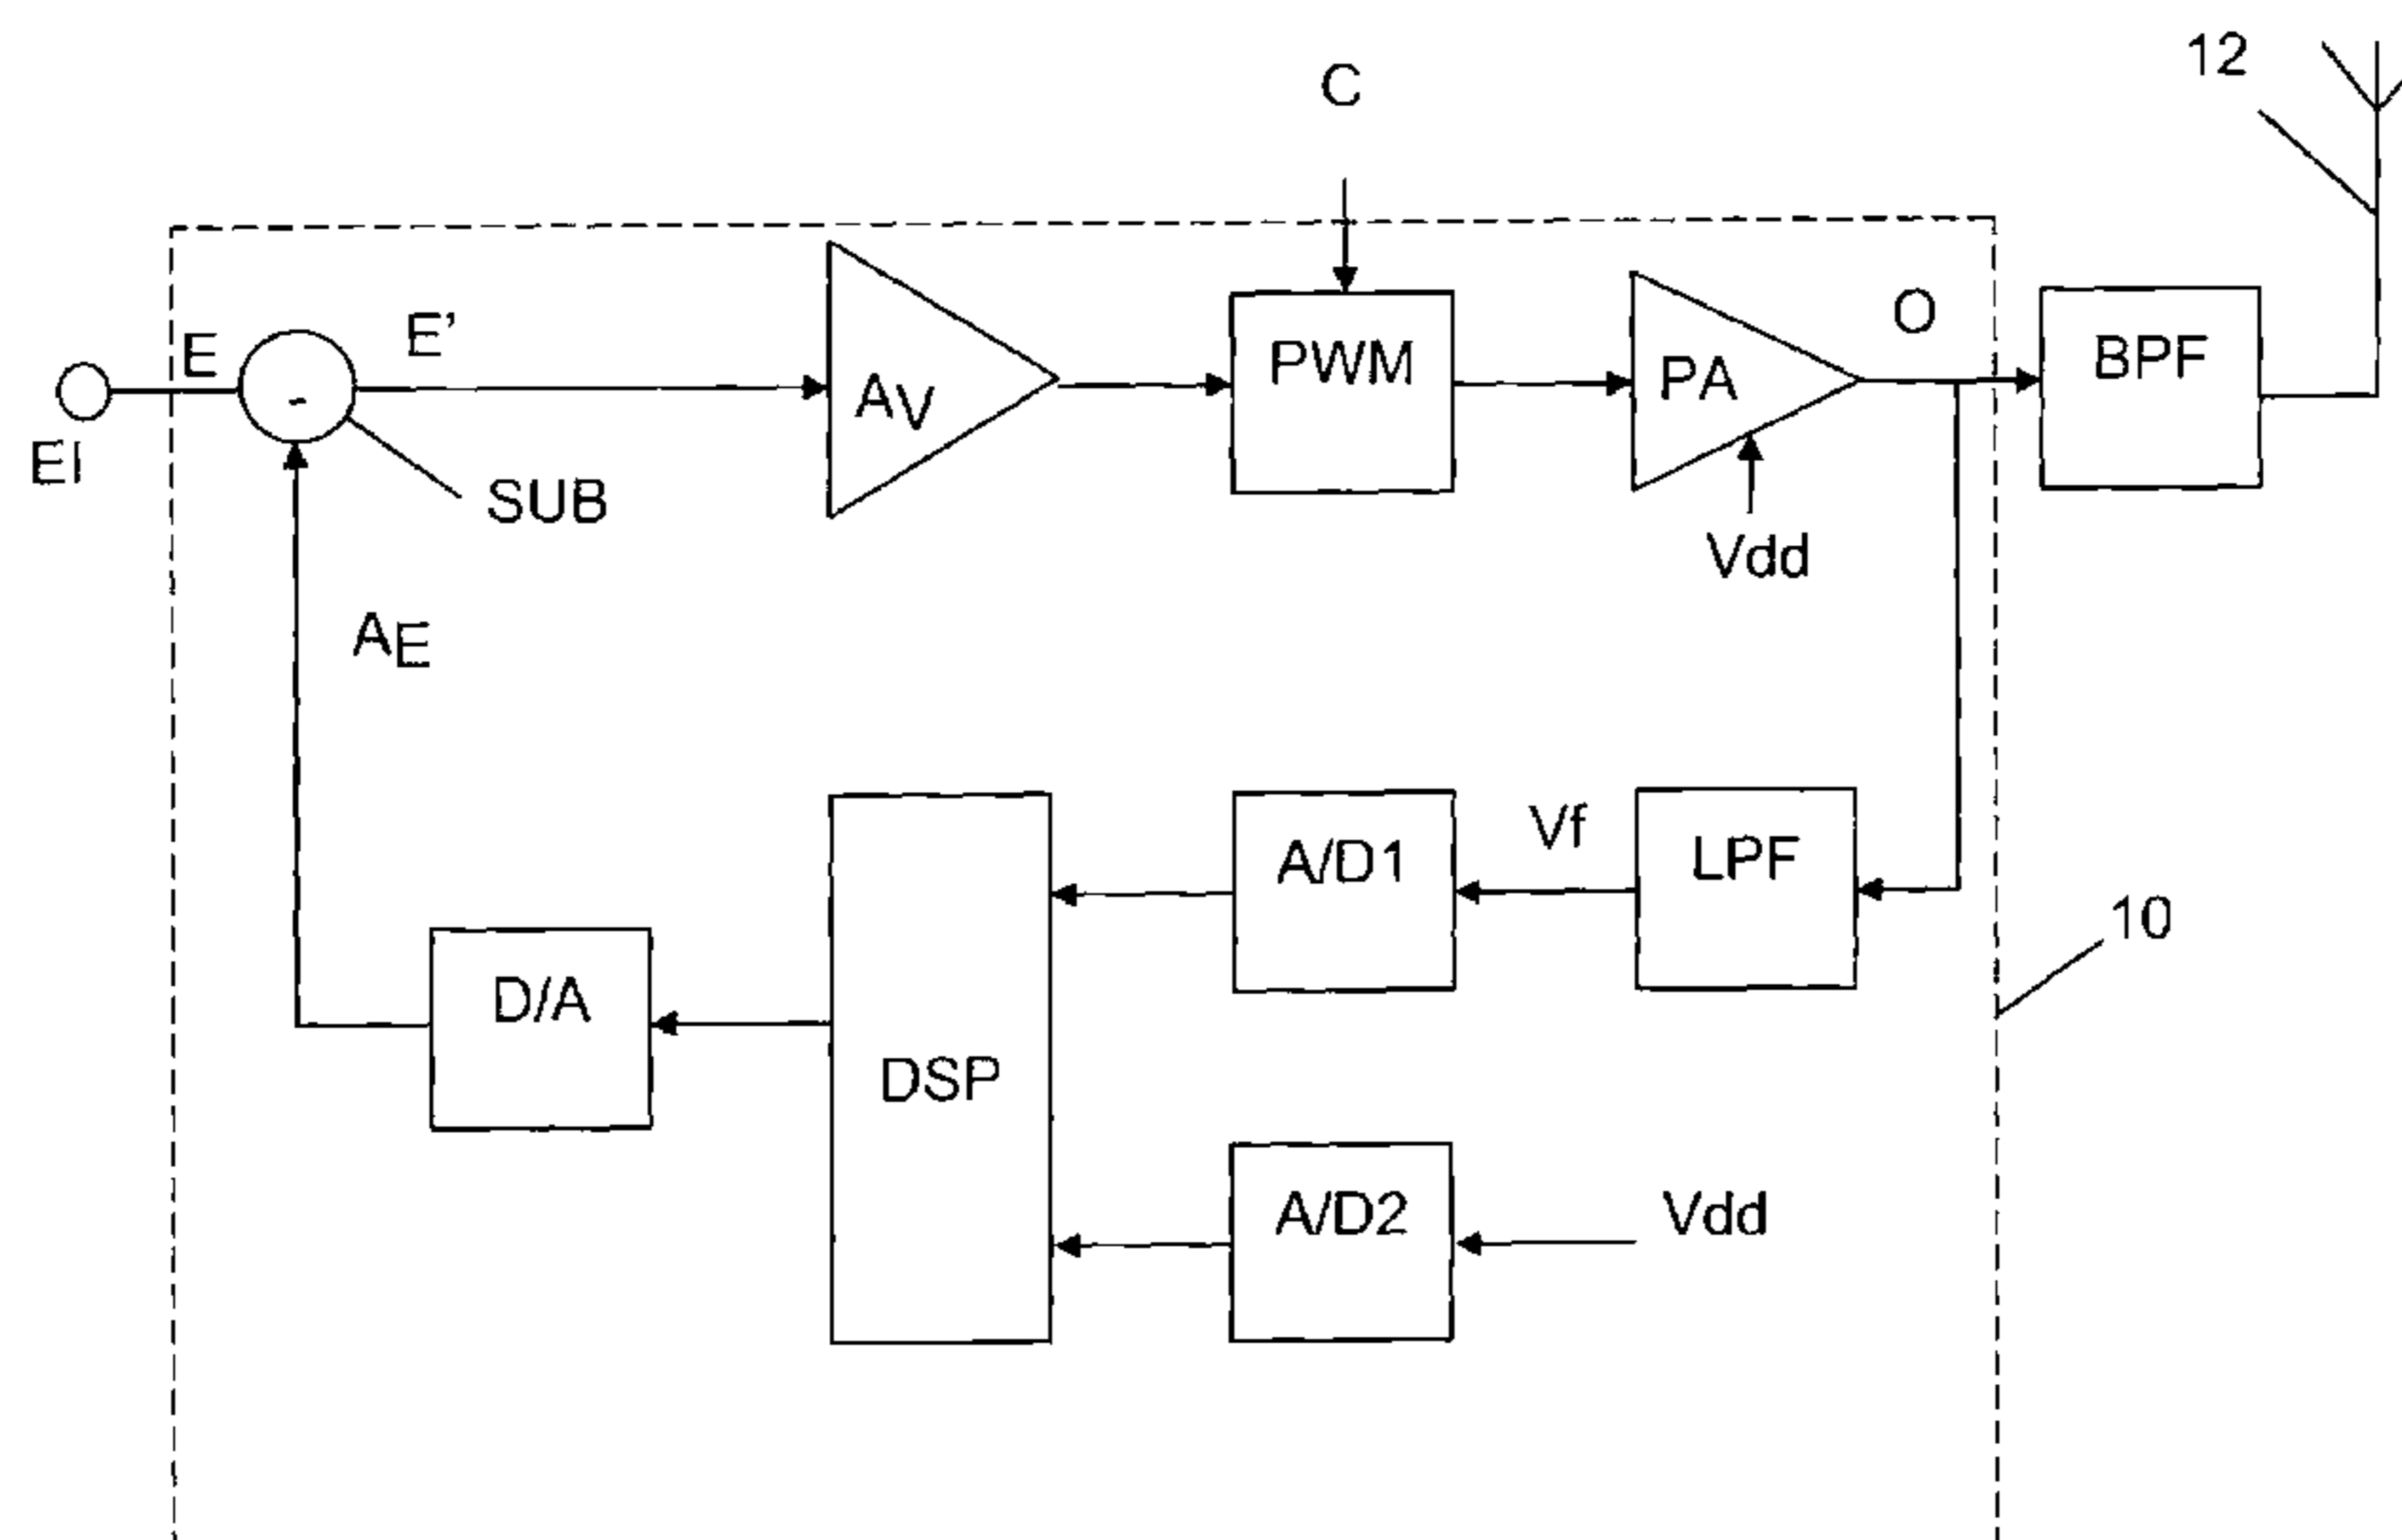 12
C
E
E'
O
EI
SUB
AV
PWM
PA
BPF
Vdd
AE
Vf
A/D1
LPF
10
D/A
DSP
A/D2
Vdd